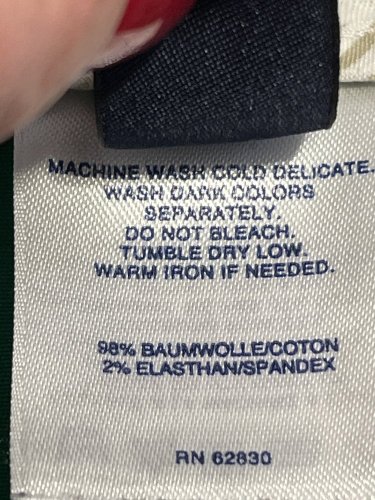 MACHINE WASH COLD DELICATE.
WASH DARK COLORS
SEPARATELY.
DO NOT BLEACH.
TUMBLE DRY LOW.
WARM IRON IF NEEDED.
98% BAUMWOLLE/COTTON
2% ELASTHAN/SPANDEX
RN 62830